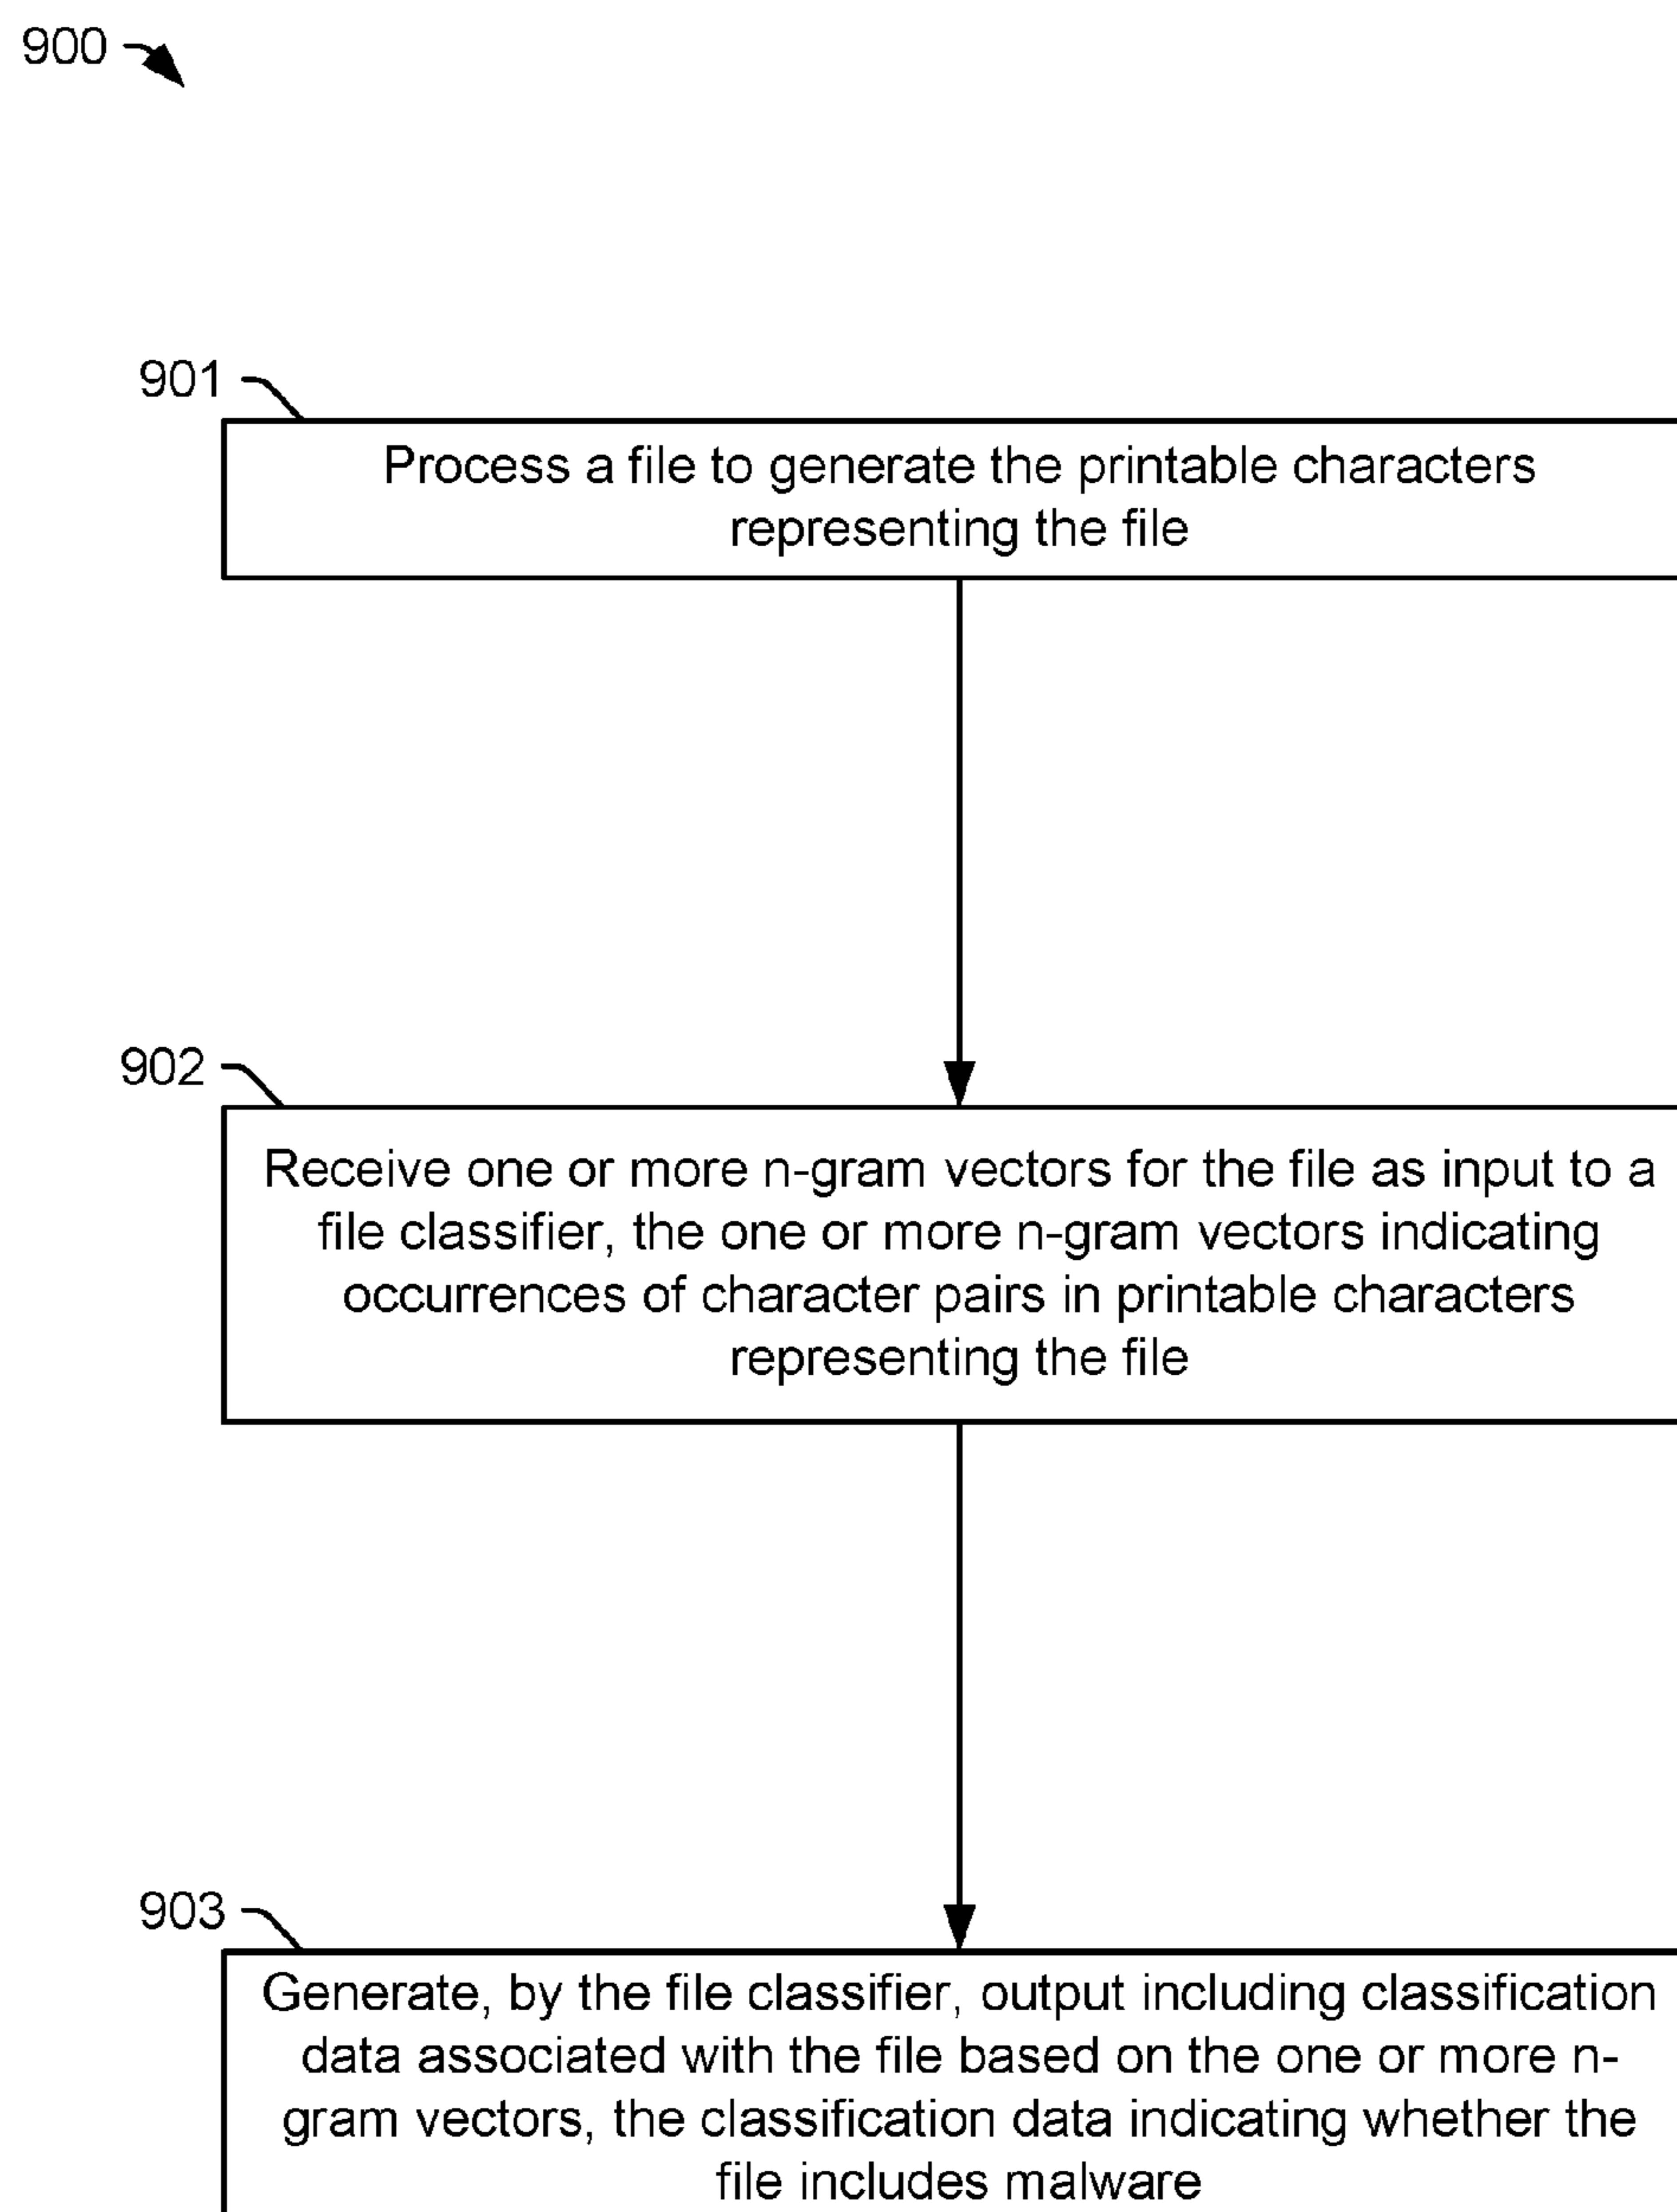 900
901
Process a file to generate the printable characters
representing the file
902
Receive one or more n-gram vectors for the file as input to a
file classifier, the one or more n-gram vectors indicating
occurrences of character pairs in printable characters
representing the file
903
Generate, by the file classifier, output including classification
data associated with the file based on the one or more n-
gram vectors, the classification data indicating whether the
file includes malware